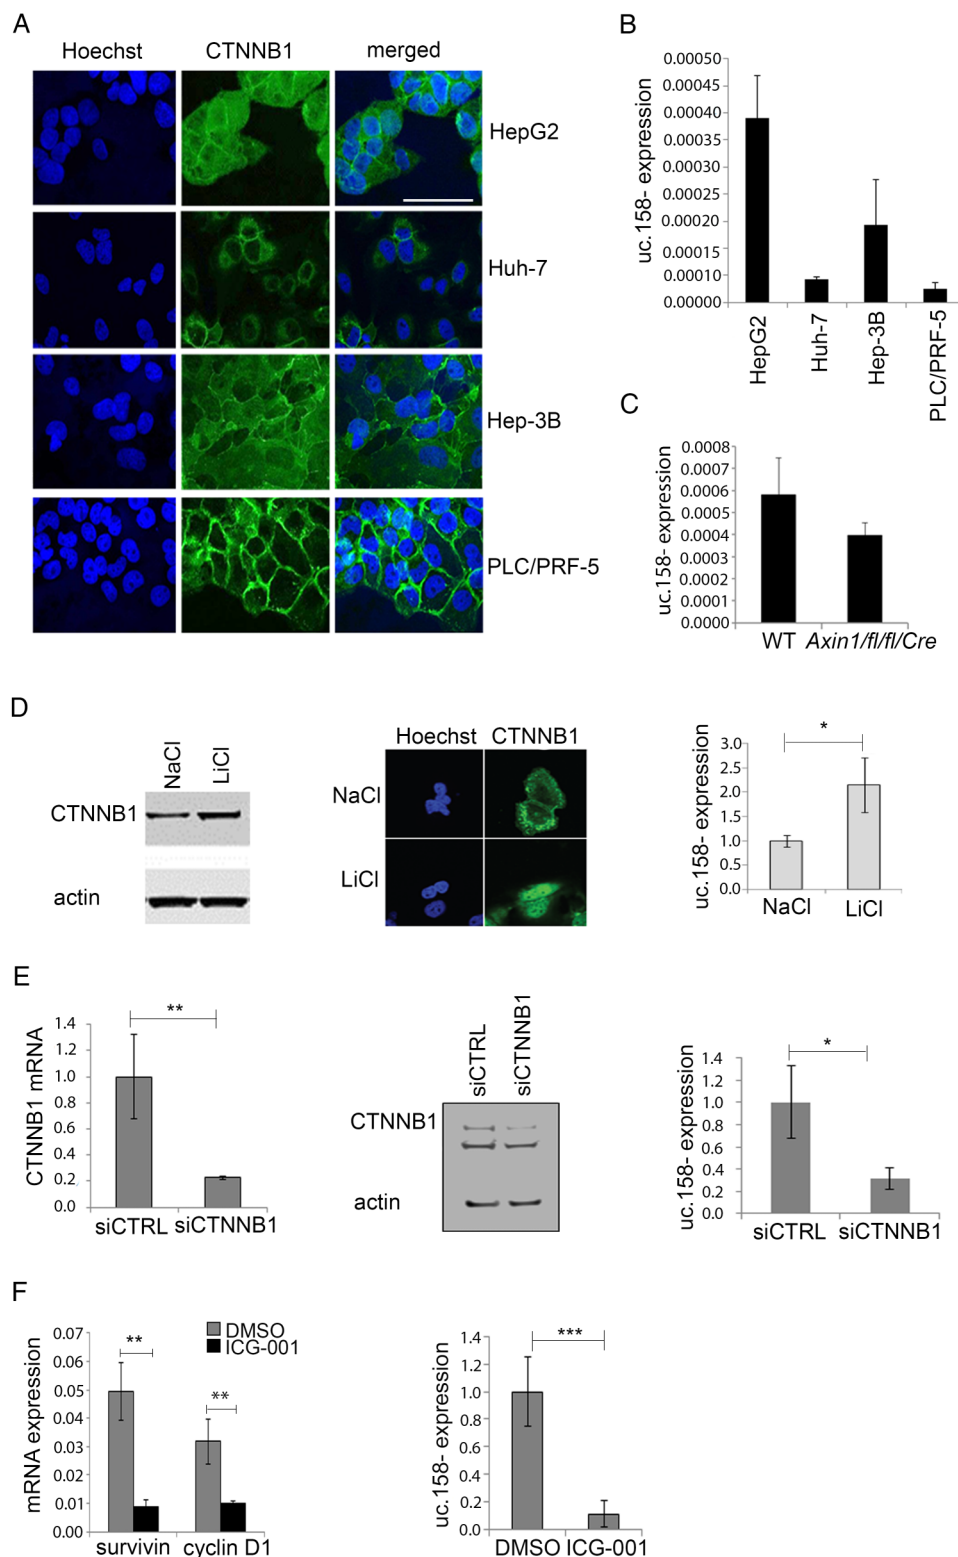 A
Hoechst CTNNB1 merged
HepG2
Huh-7
Hep-3B
PLC/PRF-5
B
uc.158- expression
0.00050
0.00045
0.00040
0.00035
0.00030
0.00025
0.00020
0.00015
0.00010
0.00005
0.00000
HepG2 Huh-7 Hep-3B PLC/PRF-5
C
uc.158- expression
0.0008
0.0007
0.0006
0.0005
0.0004
0.0003
0.0002
0.0001
0.0000
WT Axin1/fl/fl/Cre
D
NaCl LiCl
CTNNB1
actin
Hoechst CTNNB1
NaCl
LiCl
uc.158- expression
*
3.0
2.5
2.0
1.5
1.0
0.5
0.0
NaCl LiCl
E
CTNNB1 mRNA
**
1.4
1.2
1.0
0.8
0.6
0.4
0.2
0.0
siCTRL siCTNNB1
siCTRL siCTNNB1
CTNNB1
actin
uc.158- expression
*
1.4
1.2
1.0
0.8
0.6
0.4
0.2
0.0
siCTRL siCTNNB1
F
mRNA expression
0.07
0.06
0.05
0.04
0.03
0.02
0.01
0.00
DMSO
ICG-001
**
**
survivin cyclin D1
uc.158- expression
***
1.4
1.2
1.0
0.8
0.6
0.4
0.2
0.0
DMSO ICG-001